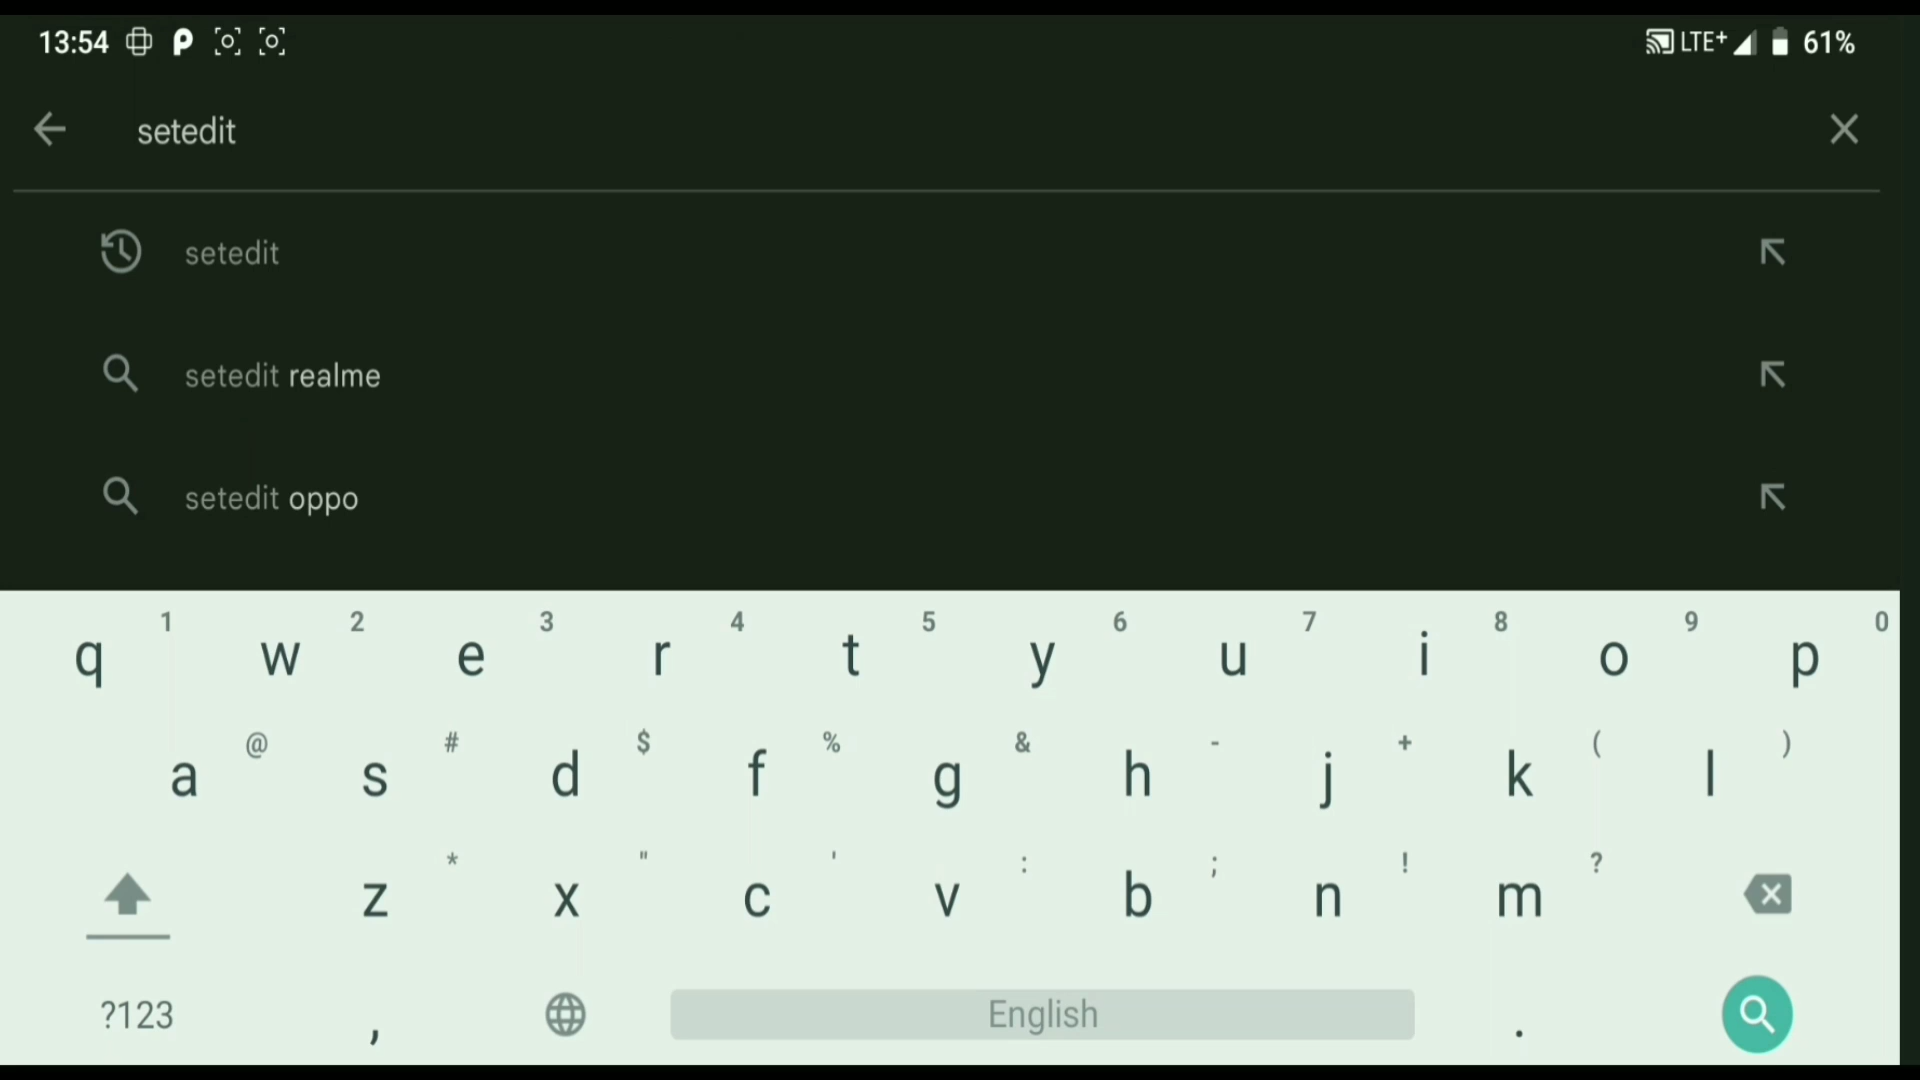 13:54 LTE+ 61%
setedit
setedit
setedit realme
setedit oppo
q 1 w 2 e 3 r 4 t 5 y 6 u 7 i 8 o 9 p 0
a @ s # d $ f % g & h - j + k ( l )
z * x " c ' v : b ; n ! m ?
?123 , English .